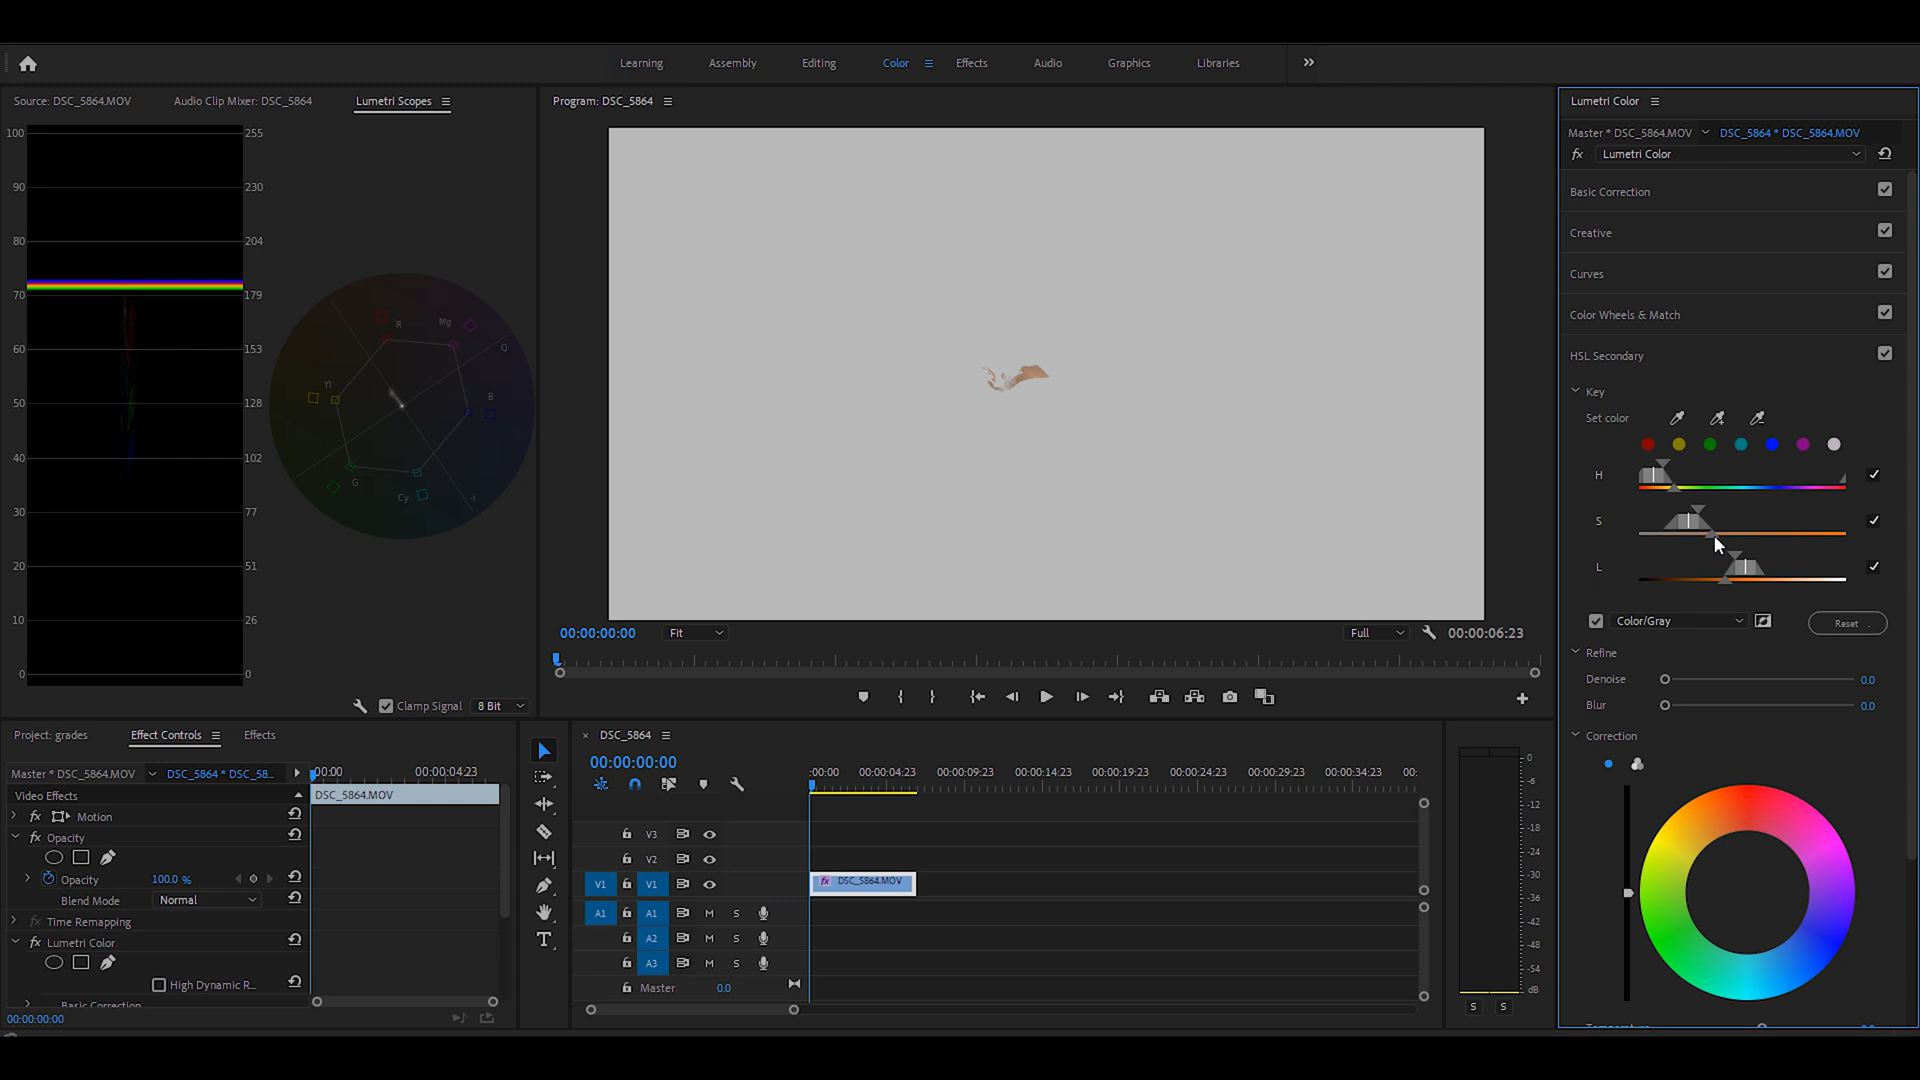 Learning Assembly Editing Color Effects Audio Graphics Libraries
Source: DSC_5864.MOV Audio Clip Mixer: DSC_5864 Lumetri Scopes
Program: DSC_5864
Lumetri Color
Master * DSC_5864.MOV DSC_5864 * DSC_5864.MOV
fx Lumetri Color
Basic Correction
Creative
Curves
Color Wheels & Match
HSL Secondary
Key
Set color
H
S
L
Color/Gray Reset
Refine
Denoise 0.0
Blur 0.0
Correction
100 255
90 230
80 204
70 179
60 153
50 128
40 102
30 77
20 51
10 26
0 0
R Mg Q
Yl B
G Cy -I
Clamp Signal 8 Bit
00:00:00:00 Fit Full 00:00:06:23
Project: grades Effect Controls Effects
Master * DSC_5864.MOV DSC_5864 * DSC_58... :00:00 00:00:04:23
Video Effects DSC_5864.MOV
fx Motion
fx Opacity
Opacity 100.0 %
Blend Mode Normal
fx Time Remapping
fx Lumetri Color
High Dynamic R...
Basic Correction
00:00:00:00
× DSC_5864
00:00:00:00
:00:00 00:00:04:23 00:00:09:23 00:00:14:23 00:00:19:23 00:00:24:23 00:00:29:23 00:00:34:23 00:
V3
V2
V1 V1 fx DSC_5864.MOV
A1 A1 M S
A2 M S
A3 M S
Master 0.0
0
-6
-12
-18
-24
-30
-36
-42
-48
-54
dB
S S